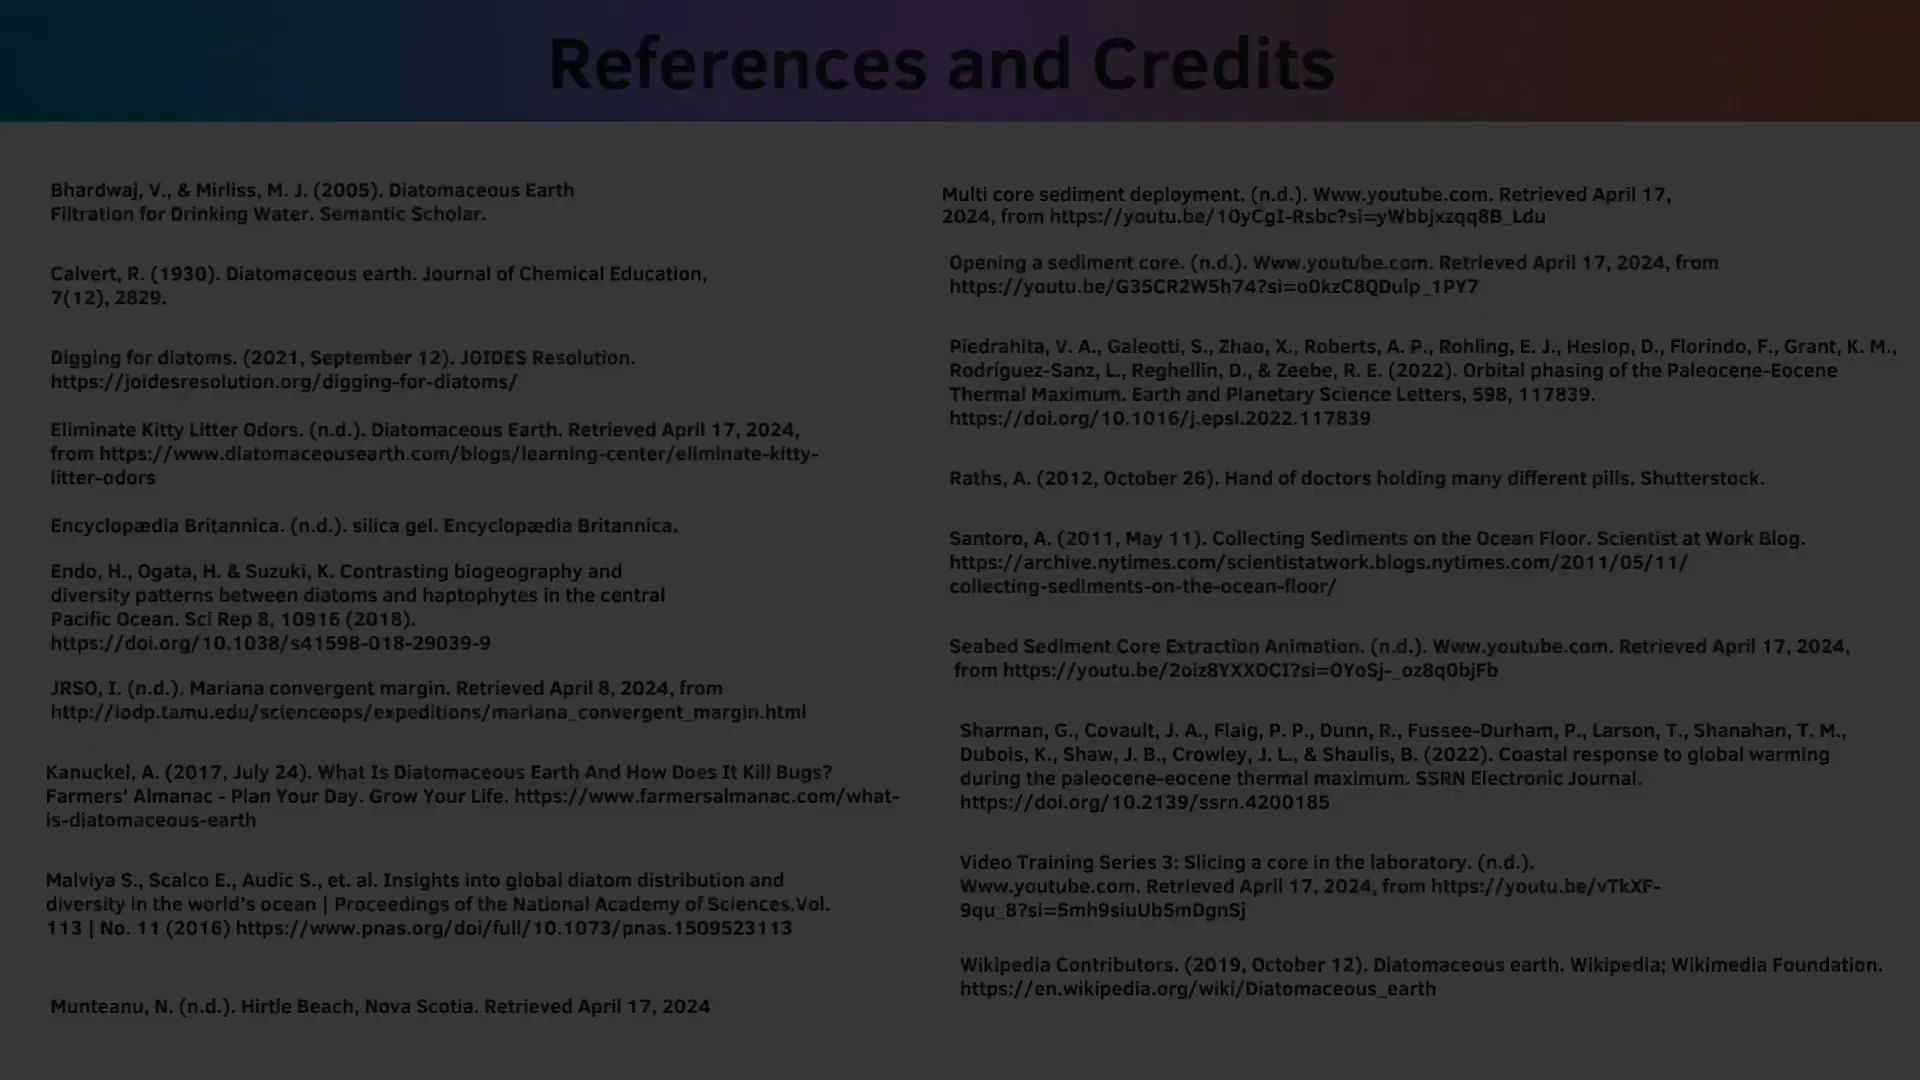 References and Credits
Bhardwaj, V., & Mirliss, M. J. (2005). Diatomaceous Earth
Filtration for Drinking Water. Semantic Scholar.
Calvert, R. (1930). Diatomaceous earth. Journal of Chemical Education,
7(12), 2829.
Digging for diatoms. (2021, September 12). JOIDES Resolution.
https://joidesresolution.org/digging-for-diatoms/
Eliminate Kitty Litter Odors. (n.d.). Diatomaceous Earth. Retrieved April 17, 2024,
from https://www.diatomaceousearth.com/blogs/learning-center/eliminate-kitty-
litter-odors
Encyclopædia Britannica. (n.d.). silica gel. Encyclopædia Britannica.
Endo, H., Ogata, H. & Suzuki, K. Contrasting biogeography and
diversity patterns between diatoms and haptophytes in the central
Pacific Ocean. Sci Rep 8, 10916 (2018).
https://doi.org/10.1038/s41598-018-29039-9
JRSO, I. (n.d.). Mariana convergent margin. Retrieved April 8, 2024, from
http://iodp.tamu.edu/scienceops/expeditions/mariana_convergent_margin.html
Kanuckel, A. (2017, July 24). What Is Diatomaceous Earth And How Does It Kill Bugs?
Farmers' Almanac - Plan Your Day. Grow Your Life. https://www.farmersalmanac.com/what-
is-diatomaceous-earth
Malviya S., Scalco E., Audic S., et. al. Insights into global diatom distribution and
diversity in the world's ocean | Proceedings of the National Academy of Sciences.Vol.
113 | No. 11 (2016) https://www.pnas.org/doi/full/10.1073/pnas.1509523113
Munteanu, N. (n.d.). Hirtle Beach, Nova Scotia. Retrieved April 17, 2024
Multi core sediment deployment. (n.d.). Www.youtube.com. Retrieved April 17,
2024, from https://youtu.be/10yCgI-Rsbc?si=yWbbjxzqq8B_Ldu
Opening a sediment core. (n.d.). Www.youtube.com. Retrieved April 17, 2024, from
https://youtu.be/G35CR2W5h74?si=o0kzC8QDulp_1PY7
Piedrahita, V. A., Galeotti, S., Zhao, X., Roberts, A. P., Rohling, E. J., Heslop, D., Florindo, F., Grant, K. M.,
Rodríguez-Sanz, L., Reghellin, D., & Zeebe, R. E. (2022). Orbital phasing of the Paleocene-Eocene
Thermal Maximum. Earth and Planetary Science Letters, 598, 117839.
https://doi.org/10.1016/j.epsl.2022.117839
Raths, A. (2012, October 26). Hand of doctors holding many different pills. Shutterstock.
Santoro, A. (2011, May 11). Collecting Sediments on the Ocean Floor. Scientist at Work Blog.
https://archive.nytimes.com/scientistatwork.blogs.nytimes.com/2011/05/11/
collecting-sediments-on-the-ocean-floor/
Seabed Sediment Core Extraction Animation. (n.d.). Www.youtube.com. Retrieved April 17, 2024,
from https://youtu.be/2oiz8YXXOCI?si=OYoSj-_oz8q0bjFb
Sharman, G., Covault, J. A., Flaig, P. P., Dunn, R., Fussee-Durham, P., Larson, T., Shanahan, T. M.,
Dubois, K., Shaw, J. B., Crowley, J. L., & Shaulis, B. (2022). Coastal response to global warming
during the paleocene-eocene thermal maximum. SSRN Electronic Journal.
https://doi.org/10.2139/ssrn.4200185
Video Training Series 3: Slicing a core in the laboratory. (n.d.).
Www.youtube.com. Retrieved April 17, 2024, from https://youtu.be/vTkXF-
9qu_8?si=5mh9siuUb5mDgnSj
Wikipedia Contributors. (2019, October 12). Diatomaceous earth. Wikipedia; Wikimedia Foundation.
https://en.wikipedia.org/wiki/Diatomaceous_earth